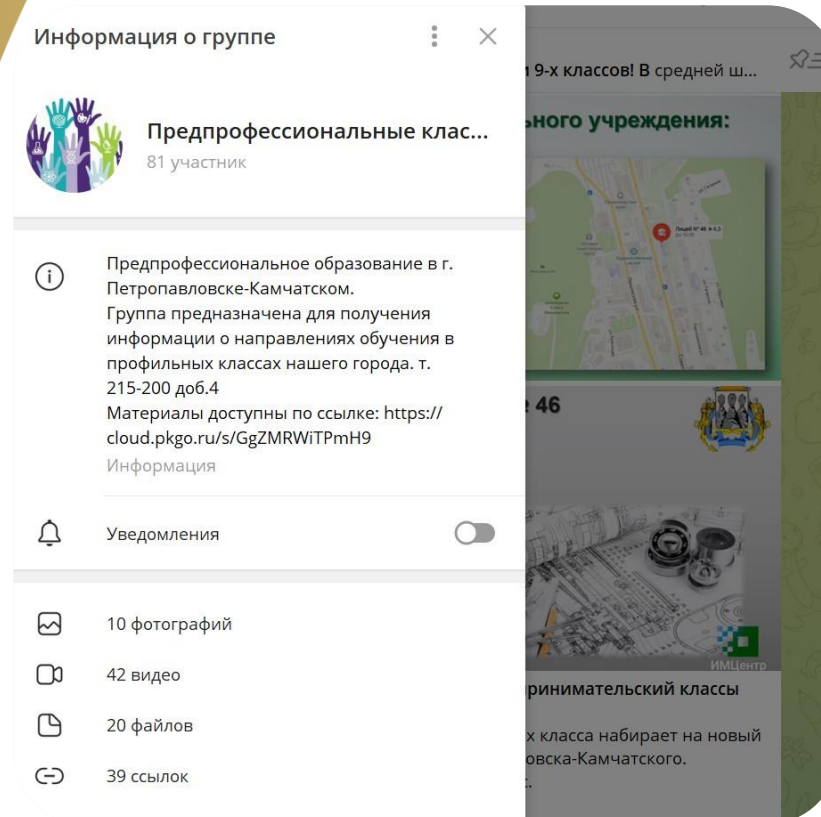 Информация о группе
Предпрофессиональные клас...
81 участник
Предпрофессиональное образование в г.
Петропавловске-Камчатском.
Группа предназначена для получения
информации о направлениях обучения в
профильных классах нашего города. т.
215-200 доб.4
Материалы доступны по ссылке: https://
cloud.pkgo.ru/s/GgZMRWiTPmH9
Информация
Уведомления
10 фотографий
42 видео
20 файлов
39 ссылок
и 9-х классов! В средней ш...
ьного учреждения:
Лицей № 46
46
ИМЦентр
ринимательский классы
х класса набирает на новый
овска-Камчатского.